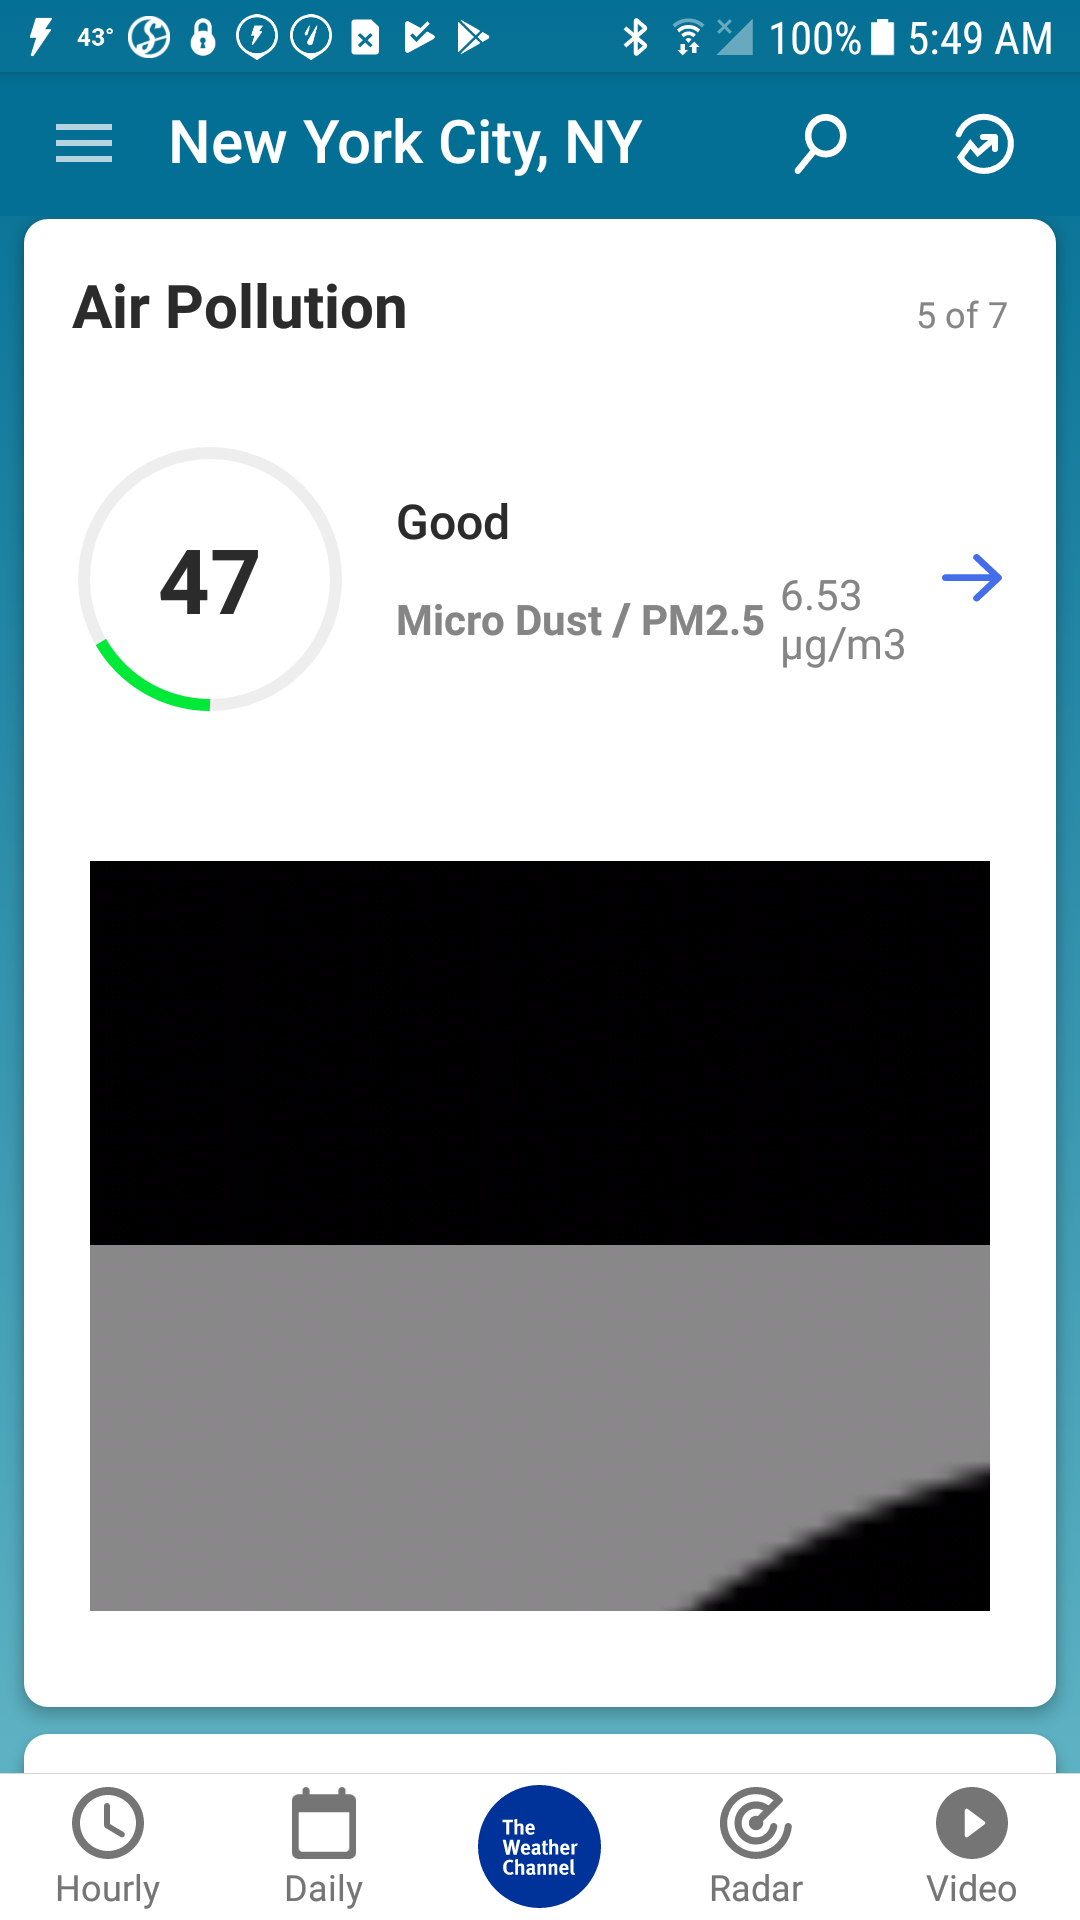 43° 100% 5:49 AM
New York City, NY
Air Pollution 5 of 7
Good
47
Micro Dust / PM2.5 6.53
µg/m3
The
Weather
Channel
Hourly Daily Radar Video